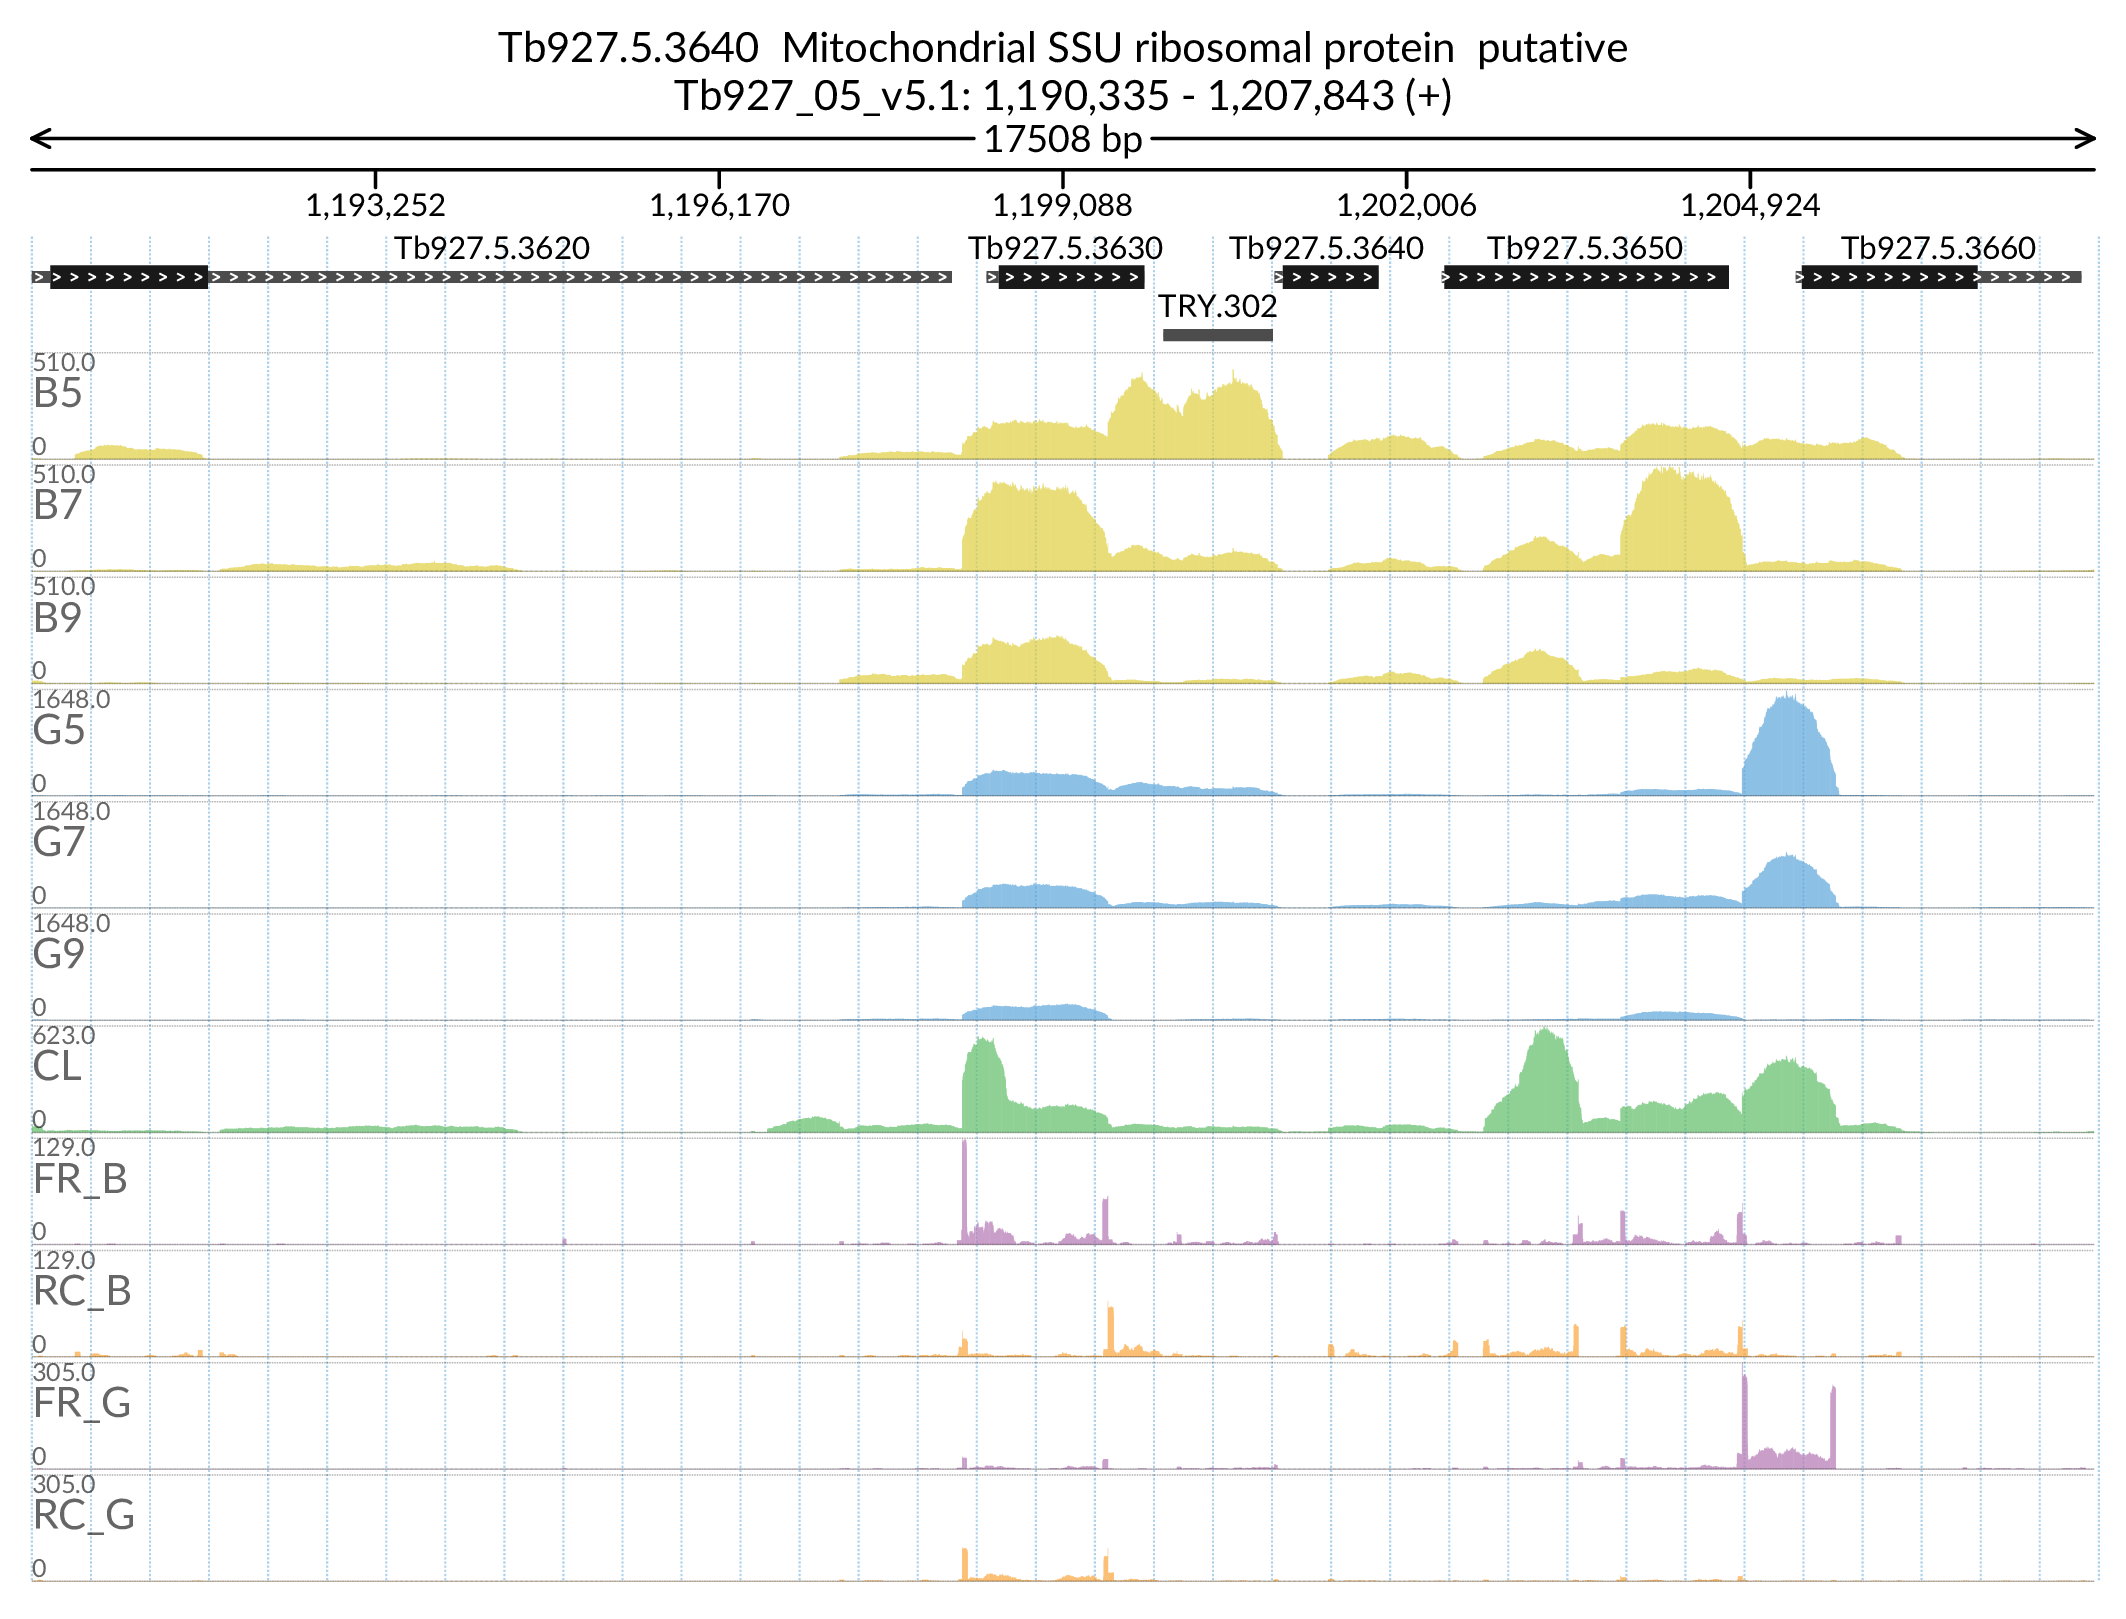 Tb927.5.3640  Mitochondrial SSU ribosomal protein  putative
Tb927_05_v5.1: 1,190,335 - 1,207,843 (+)
17508 bp
1,193,252 1,196,170 1,199,088 1,202,006 1,204,924
Tb927.5.3620 Tb927.5.3630 Tb927.5.3640 Tb927.5.3650 Tb927.5.3660
TRY.302
510.0
B5
0
510.0
B7
0
510.0
B9
0
1648.0
G5
0
1648.0
G7
0
1648.0
G9
0
623.0
CL
0
129.0
FR_B
0
129.0
RC_B
0
305.0
FR_G
0
305.0
RC_G
0